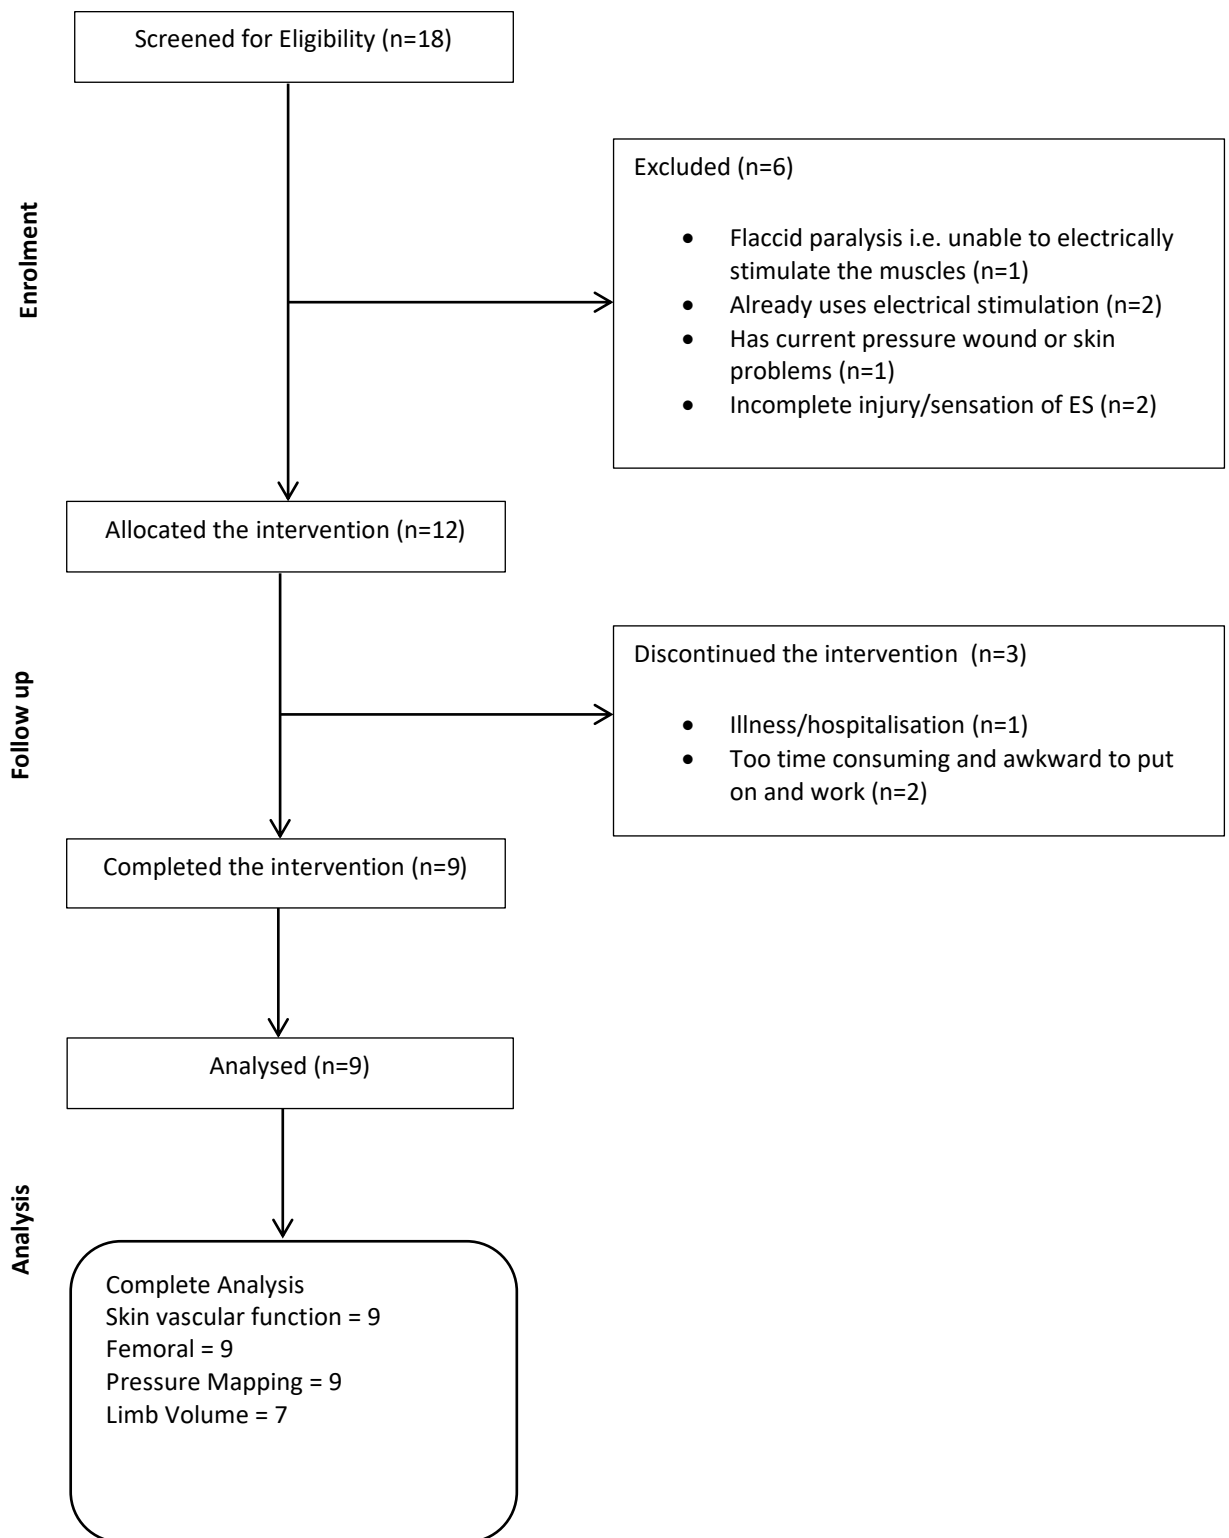 Screened for Eligibility (n=18)
Enrolment
Excluded (n=6)
• Flaccid paralysis i.e. unable to electrically
stimulate the muscles (n=1)
• Already uses electrical stimulation (n=2)
• Has current pressure wound or skin
problems (n=1)
• Incomplete injury/sensation of ES (n=2)
Allocated the intervention (n=12)
Follow up
Discontinued the intervention  (n=3)
• Illness/hospitalisation (n=1)
• Too time consuming and awkward to put
on and work (n=2)
Completed the intervention (n=9)
Analysed (n=9)
Analysis
Complete Analysis
Skin vascular function = 9
Femoral = 9
Pressure Mapping = 9
Limb Volume = 7